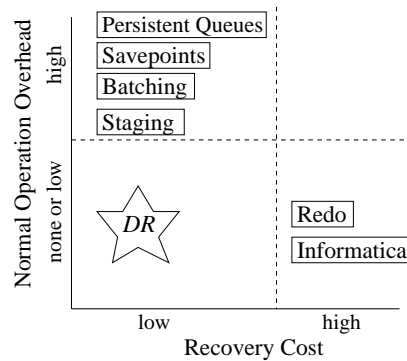 Normal Operation Overhead
high
none or low
Persistent Queues
Savepoints
Batching
Staging
DR
Redo
Informatica
low
high
Recovery Cost